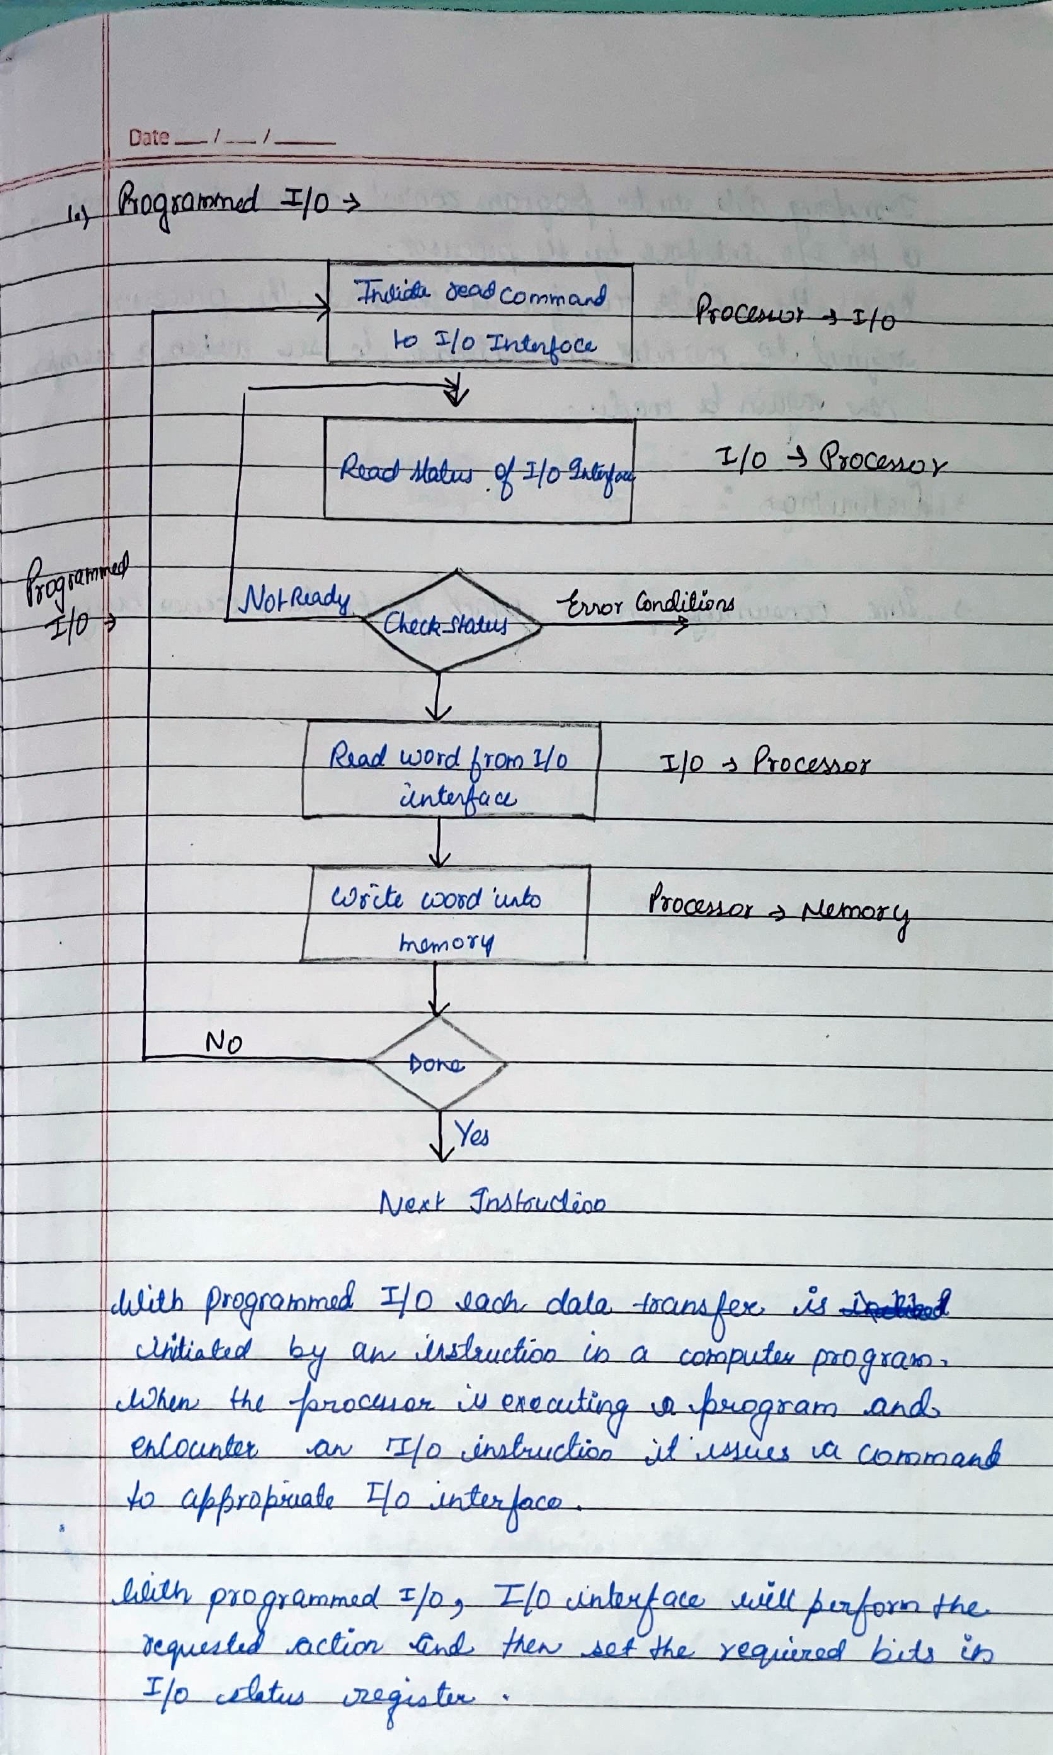 Date __/__/____
1.) Programmed I/O →
Initiate read command
to I/O Interface
Processor → I/O
Read status of I/O Interface
I/O → Processor
Programmed
I/O →
Not Ready
Check status
Error Conditions
Read word from I/O
interface
I/O → Processor
Write word into
memory
Processor → Memory
No
Done
Yes
Next Instruction
With programmed I/O each data transfer is
initiated by an instruction in a computer program.
When the processor is executing a program and
encounter an I/O instruction it issues a command
to appropriate I/O interface.
With programmed I/O, I/O interface will perform the
requested action and then set the required bits in
I/O status register.